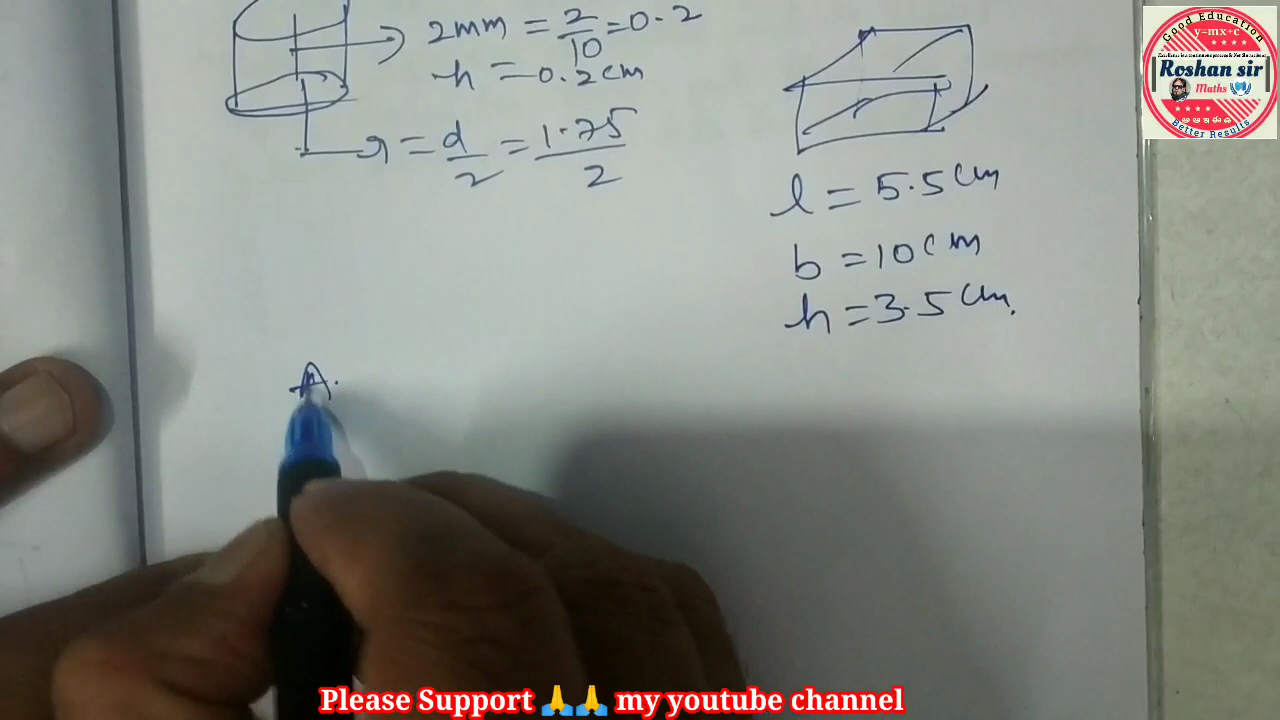 2mm = 2/10 = 0.2
h = 0.2 cm
r = d/2 = 1.75/2
l = 5.5 cm
b = 10 cm
h = 3.5 cm.
A.
Good Education
y=mx+c
Roshan sir
Maths
Better Results
Please Support 🙏🙏 my youtube channel